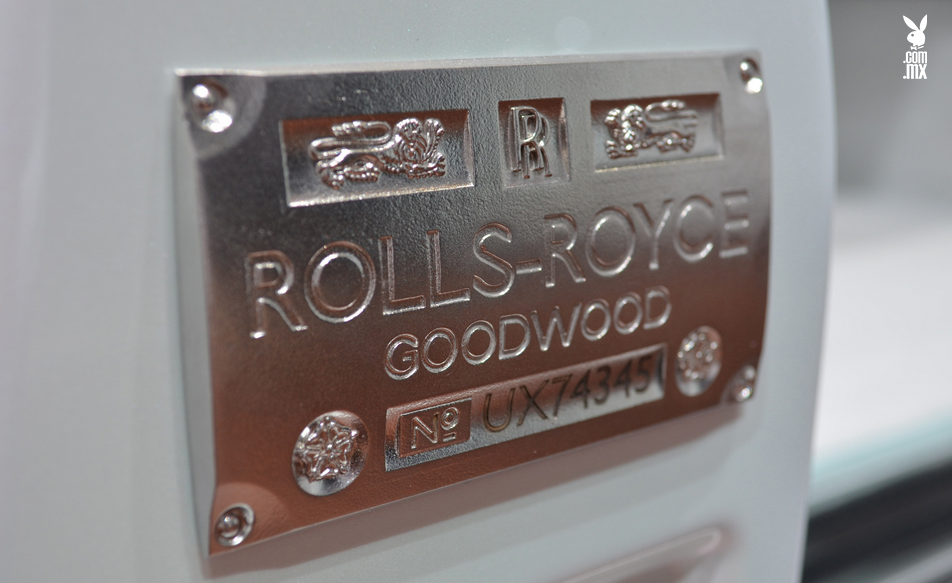 .com
.mx
RR
ROLLS-ROYCE
GOODWOOD
Nº UX74345